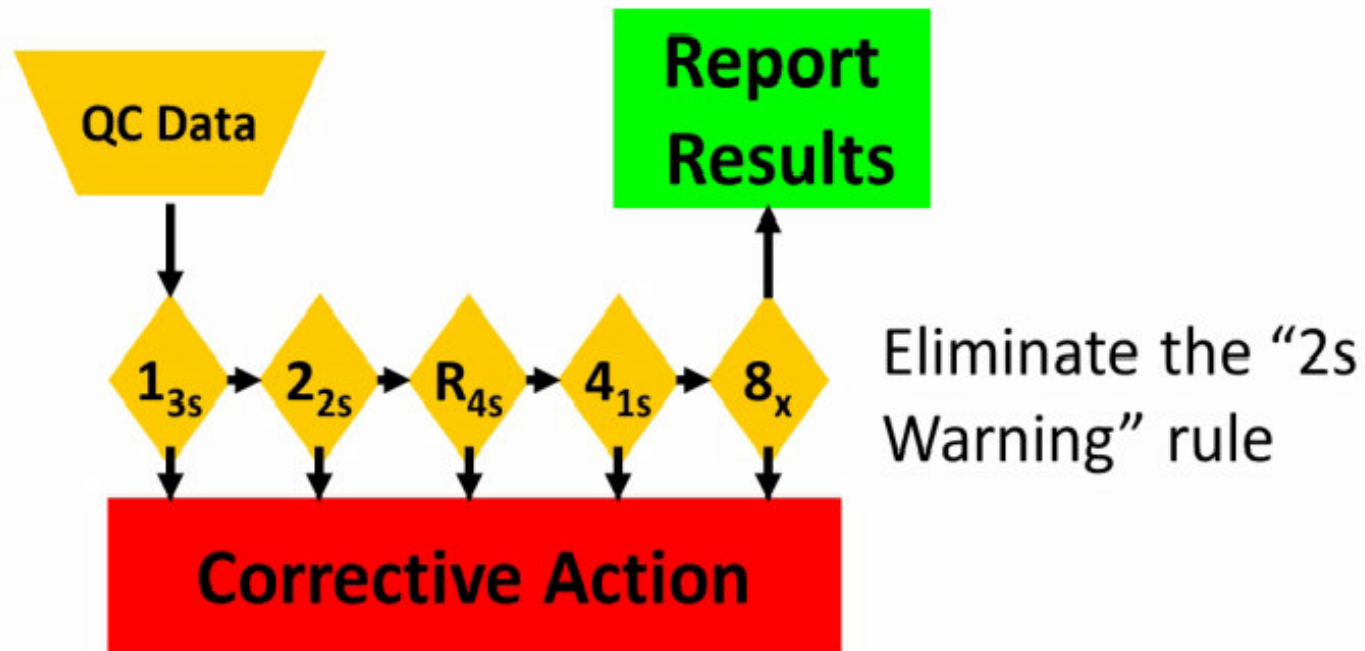 QC Data
Report
Results
1₃ₛ
2₂ₛ
R₄ₛ
4₁ₛ
8ₓ
Eliminate the “2s
Warning” rule
Corrective Action